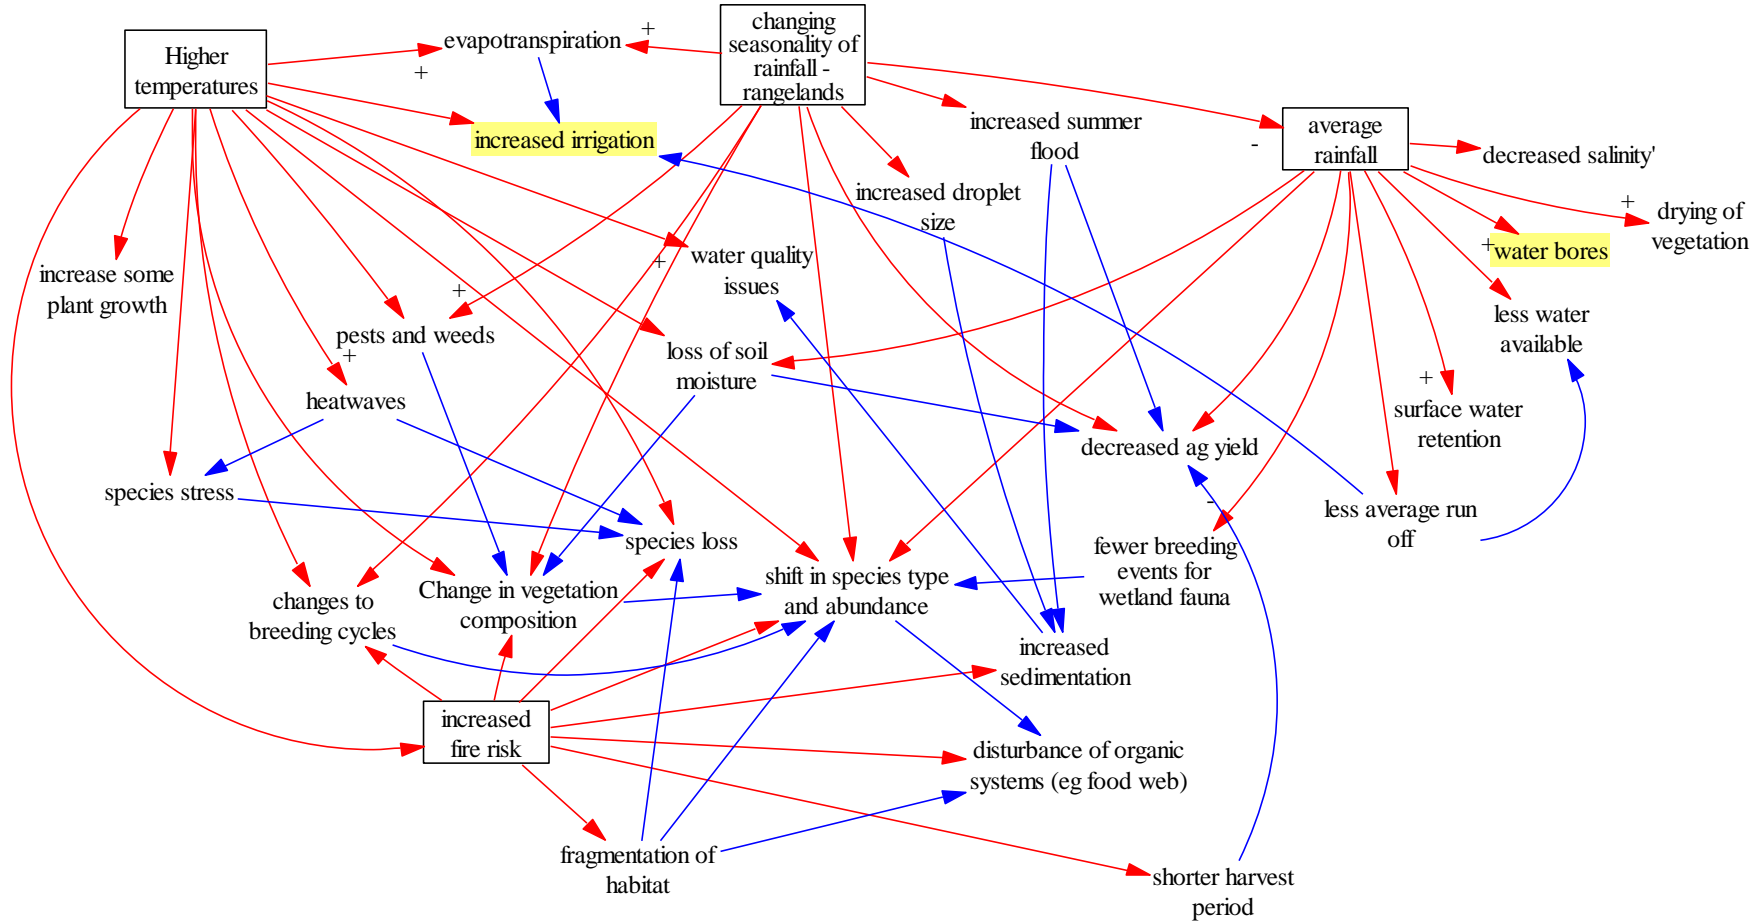 Higher
temperatures
evapotranspiration
+
+
changing
seasonality of
rainfall -
rangelands
increased irrigation
increased summer
flood
-
average
rainfall
decreased salinity'
increased droplet
size
+
drying of
vegetation
+
water bores
increase some
plant growth
water quality
issues
+
+
pests and weeds
+
heatwaves
loss of soil
moisture
less water
available
+
surface water
retention
decreased ag yield
species stress
-
less average run
off
species loss
fewer breeding
events for
wetland fauna
changes to
breeding cycles
Change in vegetation
composition
shift in species type
and abundance
increased
sedimentation
increased
fire risk
disturbance of organic
systems (eg food web)
fragmentation of
habitat
shorter harvest
period